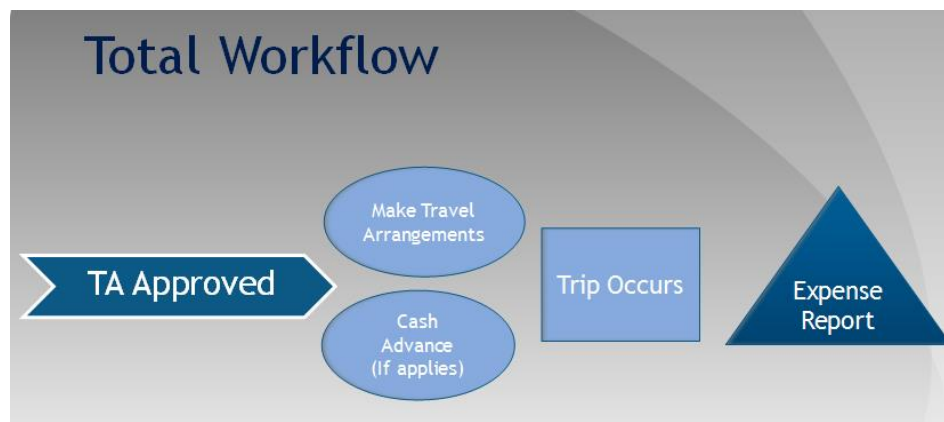 Total Workflow
TA Approved
Make Travel
Arrangements
Cash
Advance
(If applies)
Trip Occurs
Expense
Report